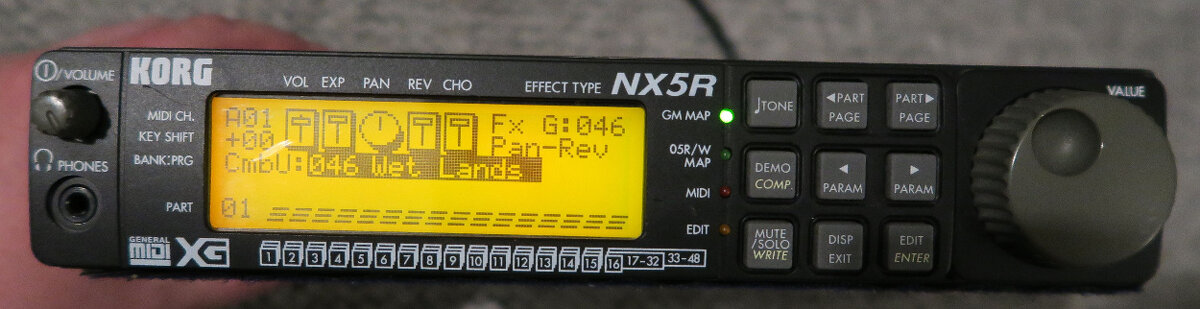 /VOLUME
PHONES
KORG
VOL EXP PAN REV CHO
EFFECT TYPE
NX5R
MIDI CH.
KEY SHIFT
BANK:PRG
PART
A01
+00
Fx G:046
Pan-Rev
CmbU:046 Wet Lands
01
GENERAL
MIDI
XG
1 2 3 4 5 6 7 8 9 10 11 12 13 14 15 16 17-32 33-48
GM MAP
05R/W
MAP
MIDI
EDIT
♩TONE
◀PART
PAGE
PART▶
PAGE
DEMO
COMP.
◀
PARAM
▶
PARAM
MUTE
/SOLO
WRITE
DISP
EXIT
EDIT
ENTER
VALUE